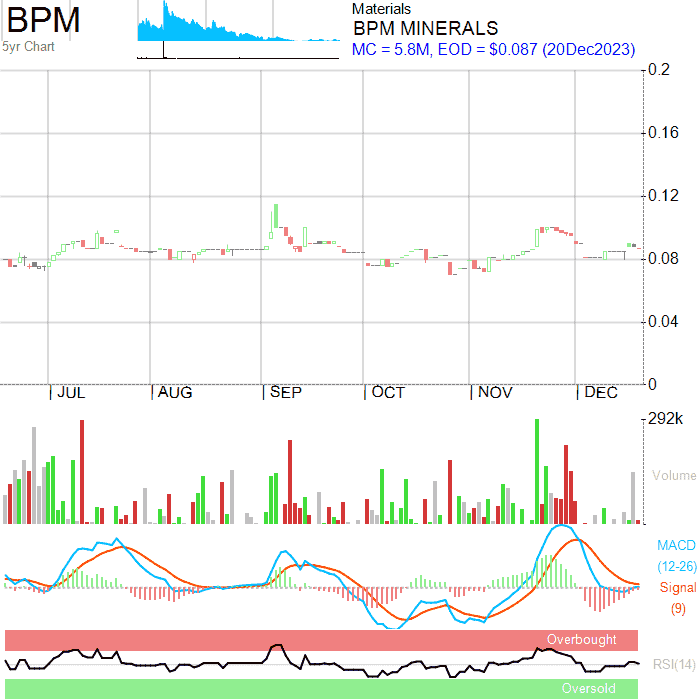 BPM
5yr Chart
Materials
BPM MINERALS
MC = 5.8M, EOD = $0.087 (20Dec2023)
0.2
0.16
0.12
0.08
0.04
0
JUL
AUG
SEP
OCT
NOV
DEC
292k
Volume
MACD
(12-26)
Signal
(9)
Overbought
RSI(14)
Oversold